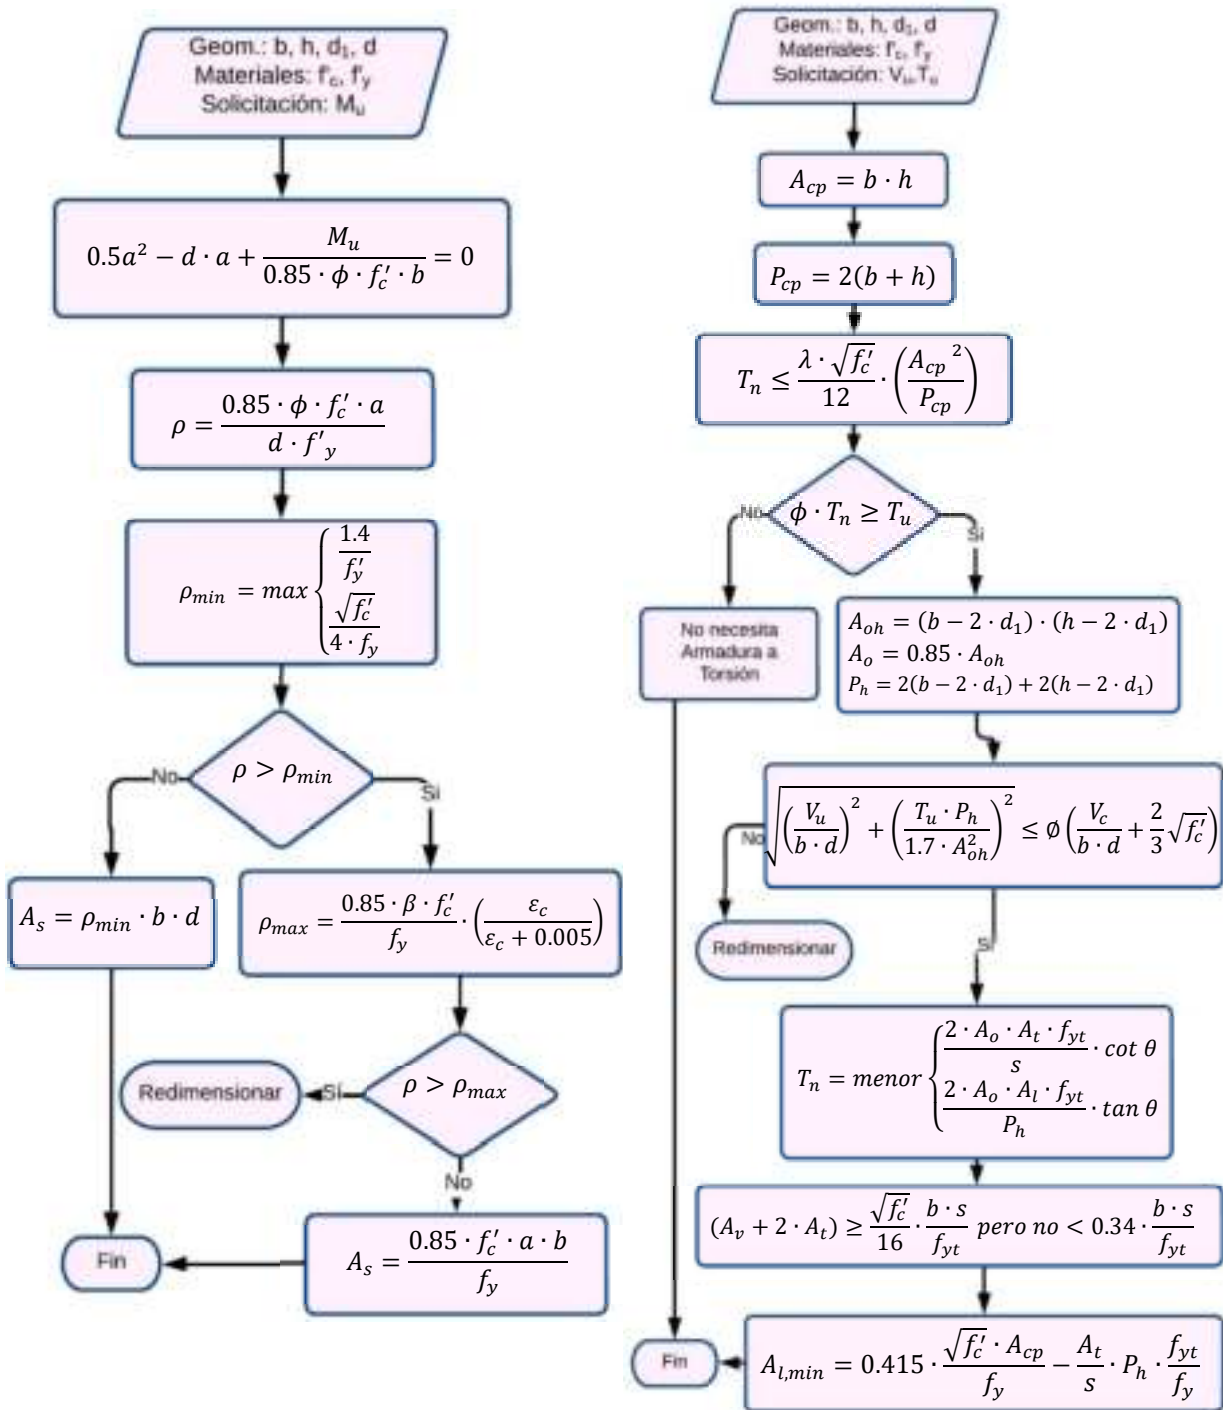 Geom.: b, h, d₁, d
Materiales: f'c, f'y
Solicitación: Mᵤ
0.5a² − d · a + Mᵤ / (0.85 · ϕ · f'c · b) = 0
ρ = (0.85 · ϕ · f'c · a) / (d · f'y)
ρmin = max { 1.4 / f'y
√f'c / (4 · fy)
ρ > ρmin
No
Si
As = ρmin · b · d
ρmax = (0.85 · β · f'c) / fy · (εc / (εc + 0.005))
ρ > ρmax
Sí
Redimensionar
No
As = (0.85 · f'c · a · b) / fy
Fin
Geom.: b, h, d₁, d
Materiales: f'c, f'y
Solicitación: Vᵤ,Tᵤ
Acp = b · h
Pcp = 2(b + h)
Tn ≤ (λ · √f'c) / 12 · (Acp² / Pcp)
ϕ · Tn ≥ Tu
No
Si
No necesita
Armadura a
Torsión
Aoh = (b − 2 · d₁) · (h − 2 · d₁)
Ao = 0.85 · Aoh
Ph = 2(b − 2 · d₁) + 2(h − 2 · d₁)
√((Vu / (b · d))² + ((Tu · Ph) / (1.7 · Aoh²))²) ≤ ∅ (Vc / (b · d) + 2/3 √f'c)
No
Redimensionar
Si
Tn = menor { (2 · Ao · At · fyt) / s · cot θ
(2 · Ao · Al · fyt) / Ph · tan θ
(Av + 2 · At) ≥ √f'c / 16 · (b · s) / fyt pero no < 0.34 · (b · s) / fyt
Al,min = 0.415 · (√f'c · Acp) / fy − At / s · Ph · fyt / fy
Fin